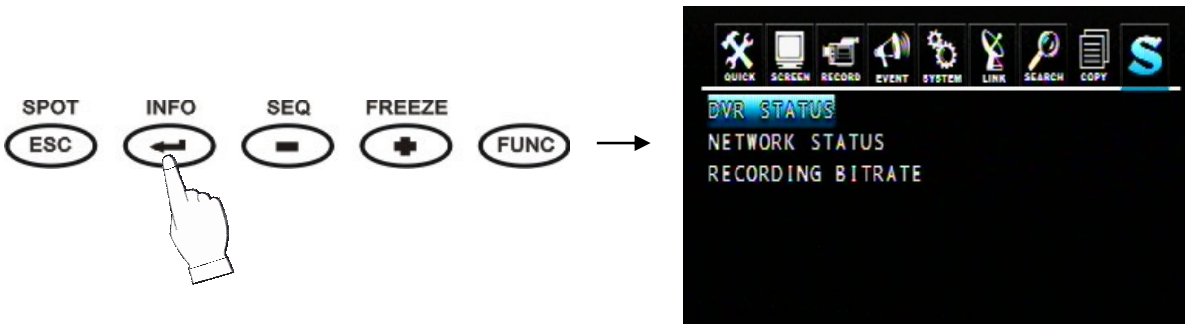 SPOT INFO SEQ FREEZE
ESC FUNC
QUICK SCREEN RECORD EVENT SYSTEM LINK SEARCH COPY S
DVR STATUS
NETWORK STATUS
RECORDING BITRATE